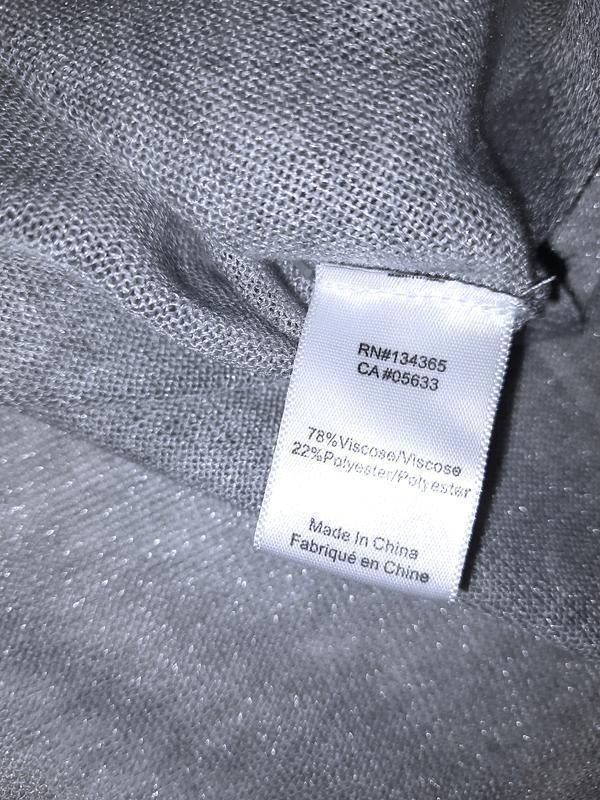 RN#134365
CA#05633
78%Viscose/Viscose
22%Polyester/Polyester
Made In China
Fabriqué en Chine